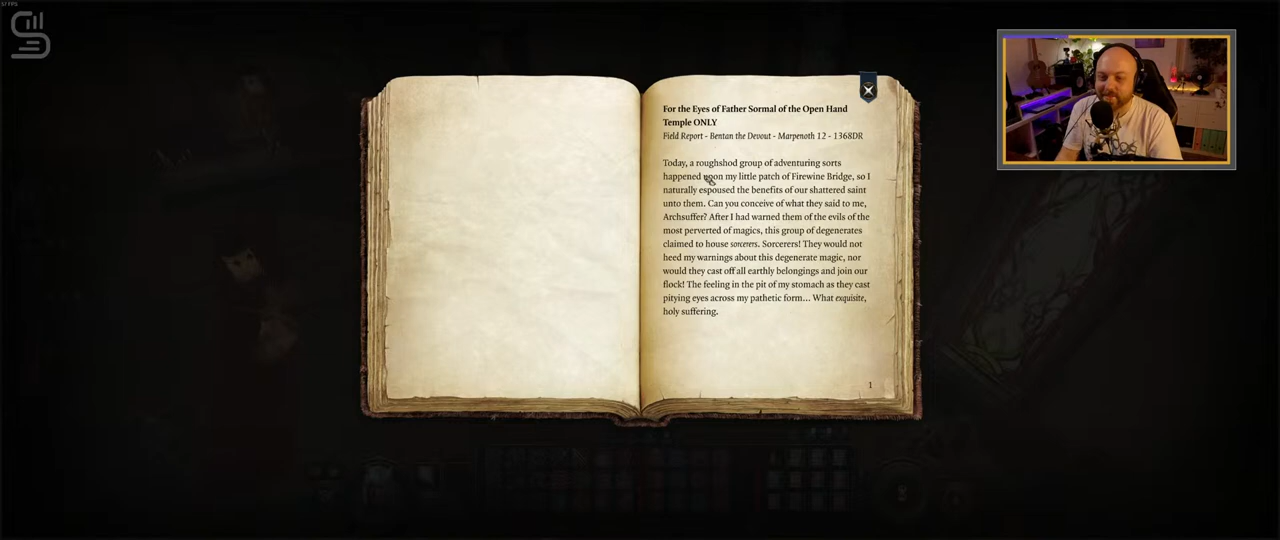 57 FPS
For the Eyes of Father Sormal of the Open Hand
Temple ONLY
Field Report - Bentan the Devout - Marpenoth 12 - 1368DR
Today, a roughshod group of adventuring sorts
happened upon my little patch of Firewine Bridge, so I
naturally espoused the benefits of our shattered saint
unto them. Can you conceive of what they said to me,
Archsuffer? After I had warned them of the evils of the
most perverted of magics, this group of degenerates
claimed to house sorcerers. Sorcerers! They would not
heed my warnings about this degenerate magic, nor
would they cast off all earthly belongings and join our
flock! The feeling in the pit of my stomach as they cast
pitying eyes across my pathetic form... What exquisite,
holy suffering.
1